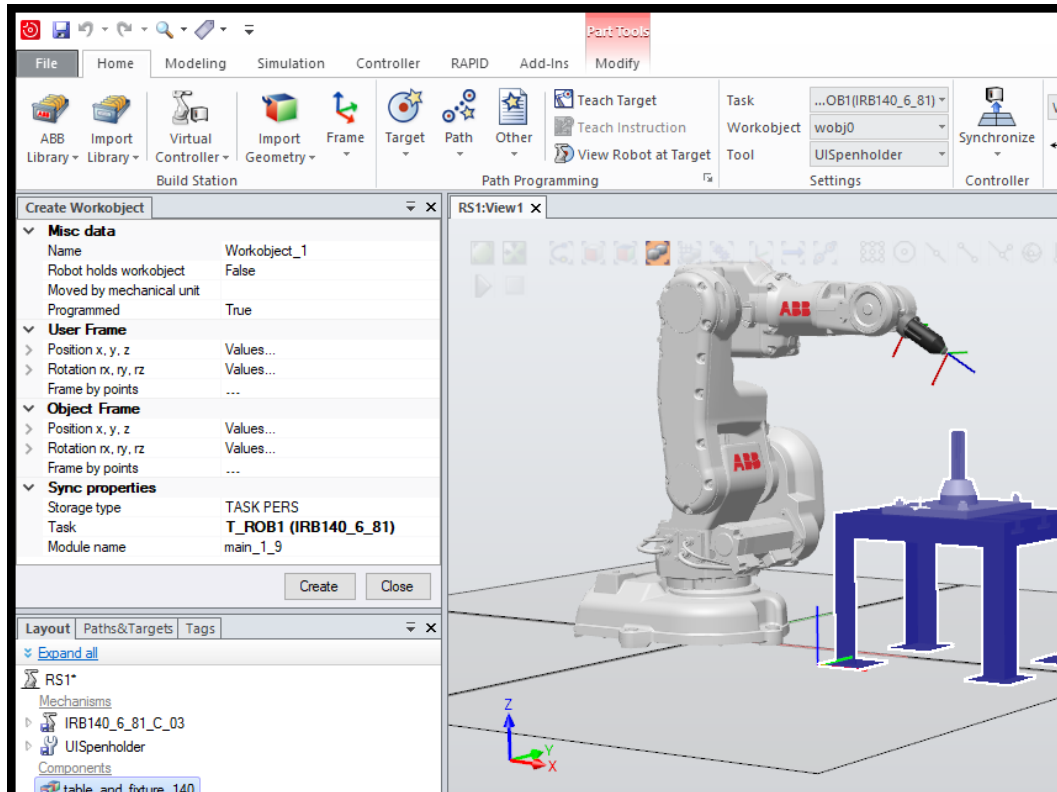 Part Tools
File Home Modeling Simulation Controller RAPID Add-Ins Modify
ABB Library
Import Library
Virtual Controller
Import Geometry
Frame
Target
Path
Other
Teach Target
Teach Instruction
View Robot at Target
Task ...OB1(IRB140_6_81)
Workobject wobj0
Tool UISpenholder
Synchronize
Build Station
Path Programming
Settings
Controller
Create Workobject
Misc data
Name Workobject_1
Robot holds workobject False
Moved by mechanical unit
Programmed True
User Frame
Position x, y, z Values...
Rotation rx, ry, rz Values...
Frame by points ...
Object Frame
Position x, y, z Values...
Rotation rx, ry, rz Values...
Frame by points ...
Sync properties
Storage type TASK PERS
Task T_ROB1 (IRB140_6_81)
Module name main_1_9
Create Close
Layout Paths&Targets Tags
Expand all
RS1*
Mechanisms
IRB140_6_81_C_03
UISpenholder
Components
table_and_fixture_140
RS1:View1
ABB
ABB
Z
Y
X